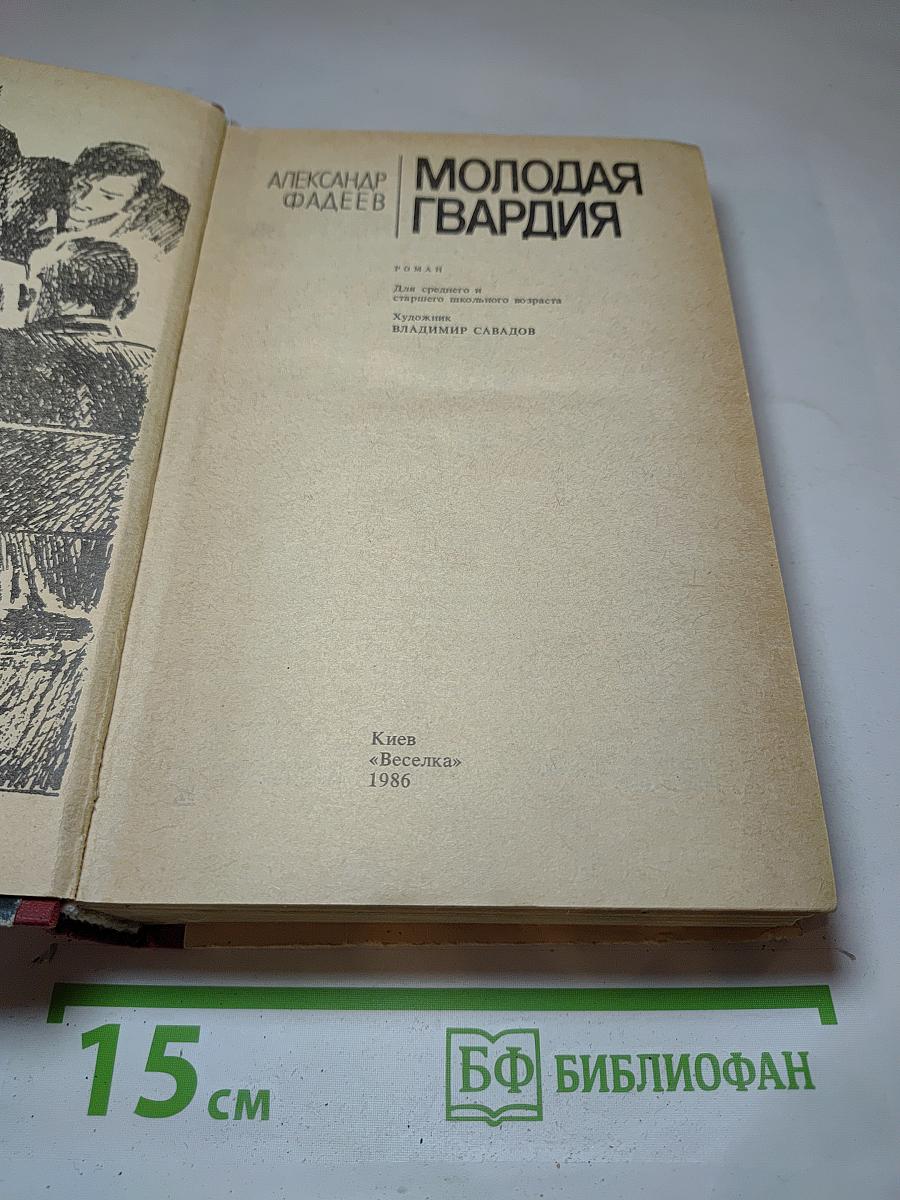 АЛЕКСАНДР
ФАДЕЕВ
МОЛОДАЯ
ГВАРДИЯ
РОМАН
Для среднего и
старшего школьного возраста
Художник
ВЛАДИМИР САВАДОВ
Киев
«Веселка»
1986
15 см
БФ БИБЛИОФАН